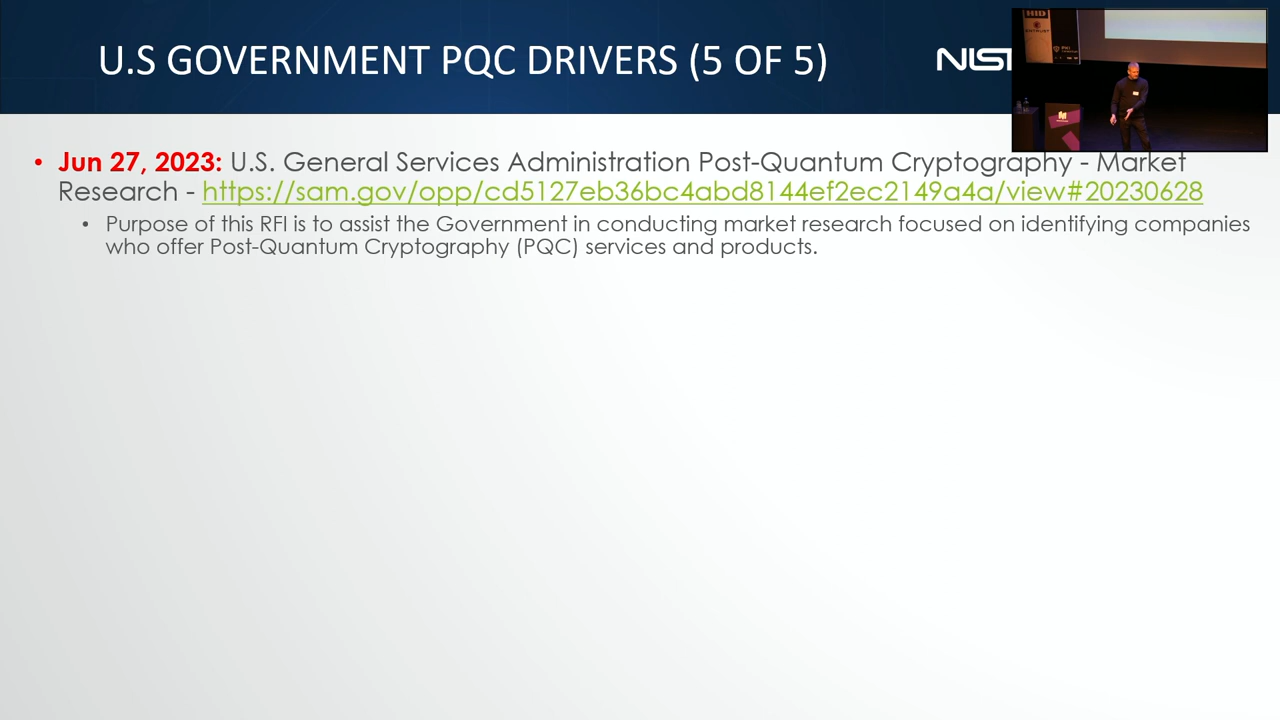 U.S GOVERNMENT PQC DRIVERS (5 OF 5)
• Jun 27, 2023: U.S. General Services Administration Post-Quantum Cryptography - Market
Research - https://sam.gov/opp/cd5127eb36bc4abd8144ef2ec2149a4a/view#20230628
• Purpose of this RFI is to assist the Government in conducting market research focused on identifying companies
who offer Post-Quantum Cryptography (PQC) services and products.
HID
ENTRUST